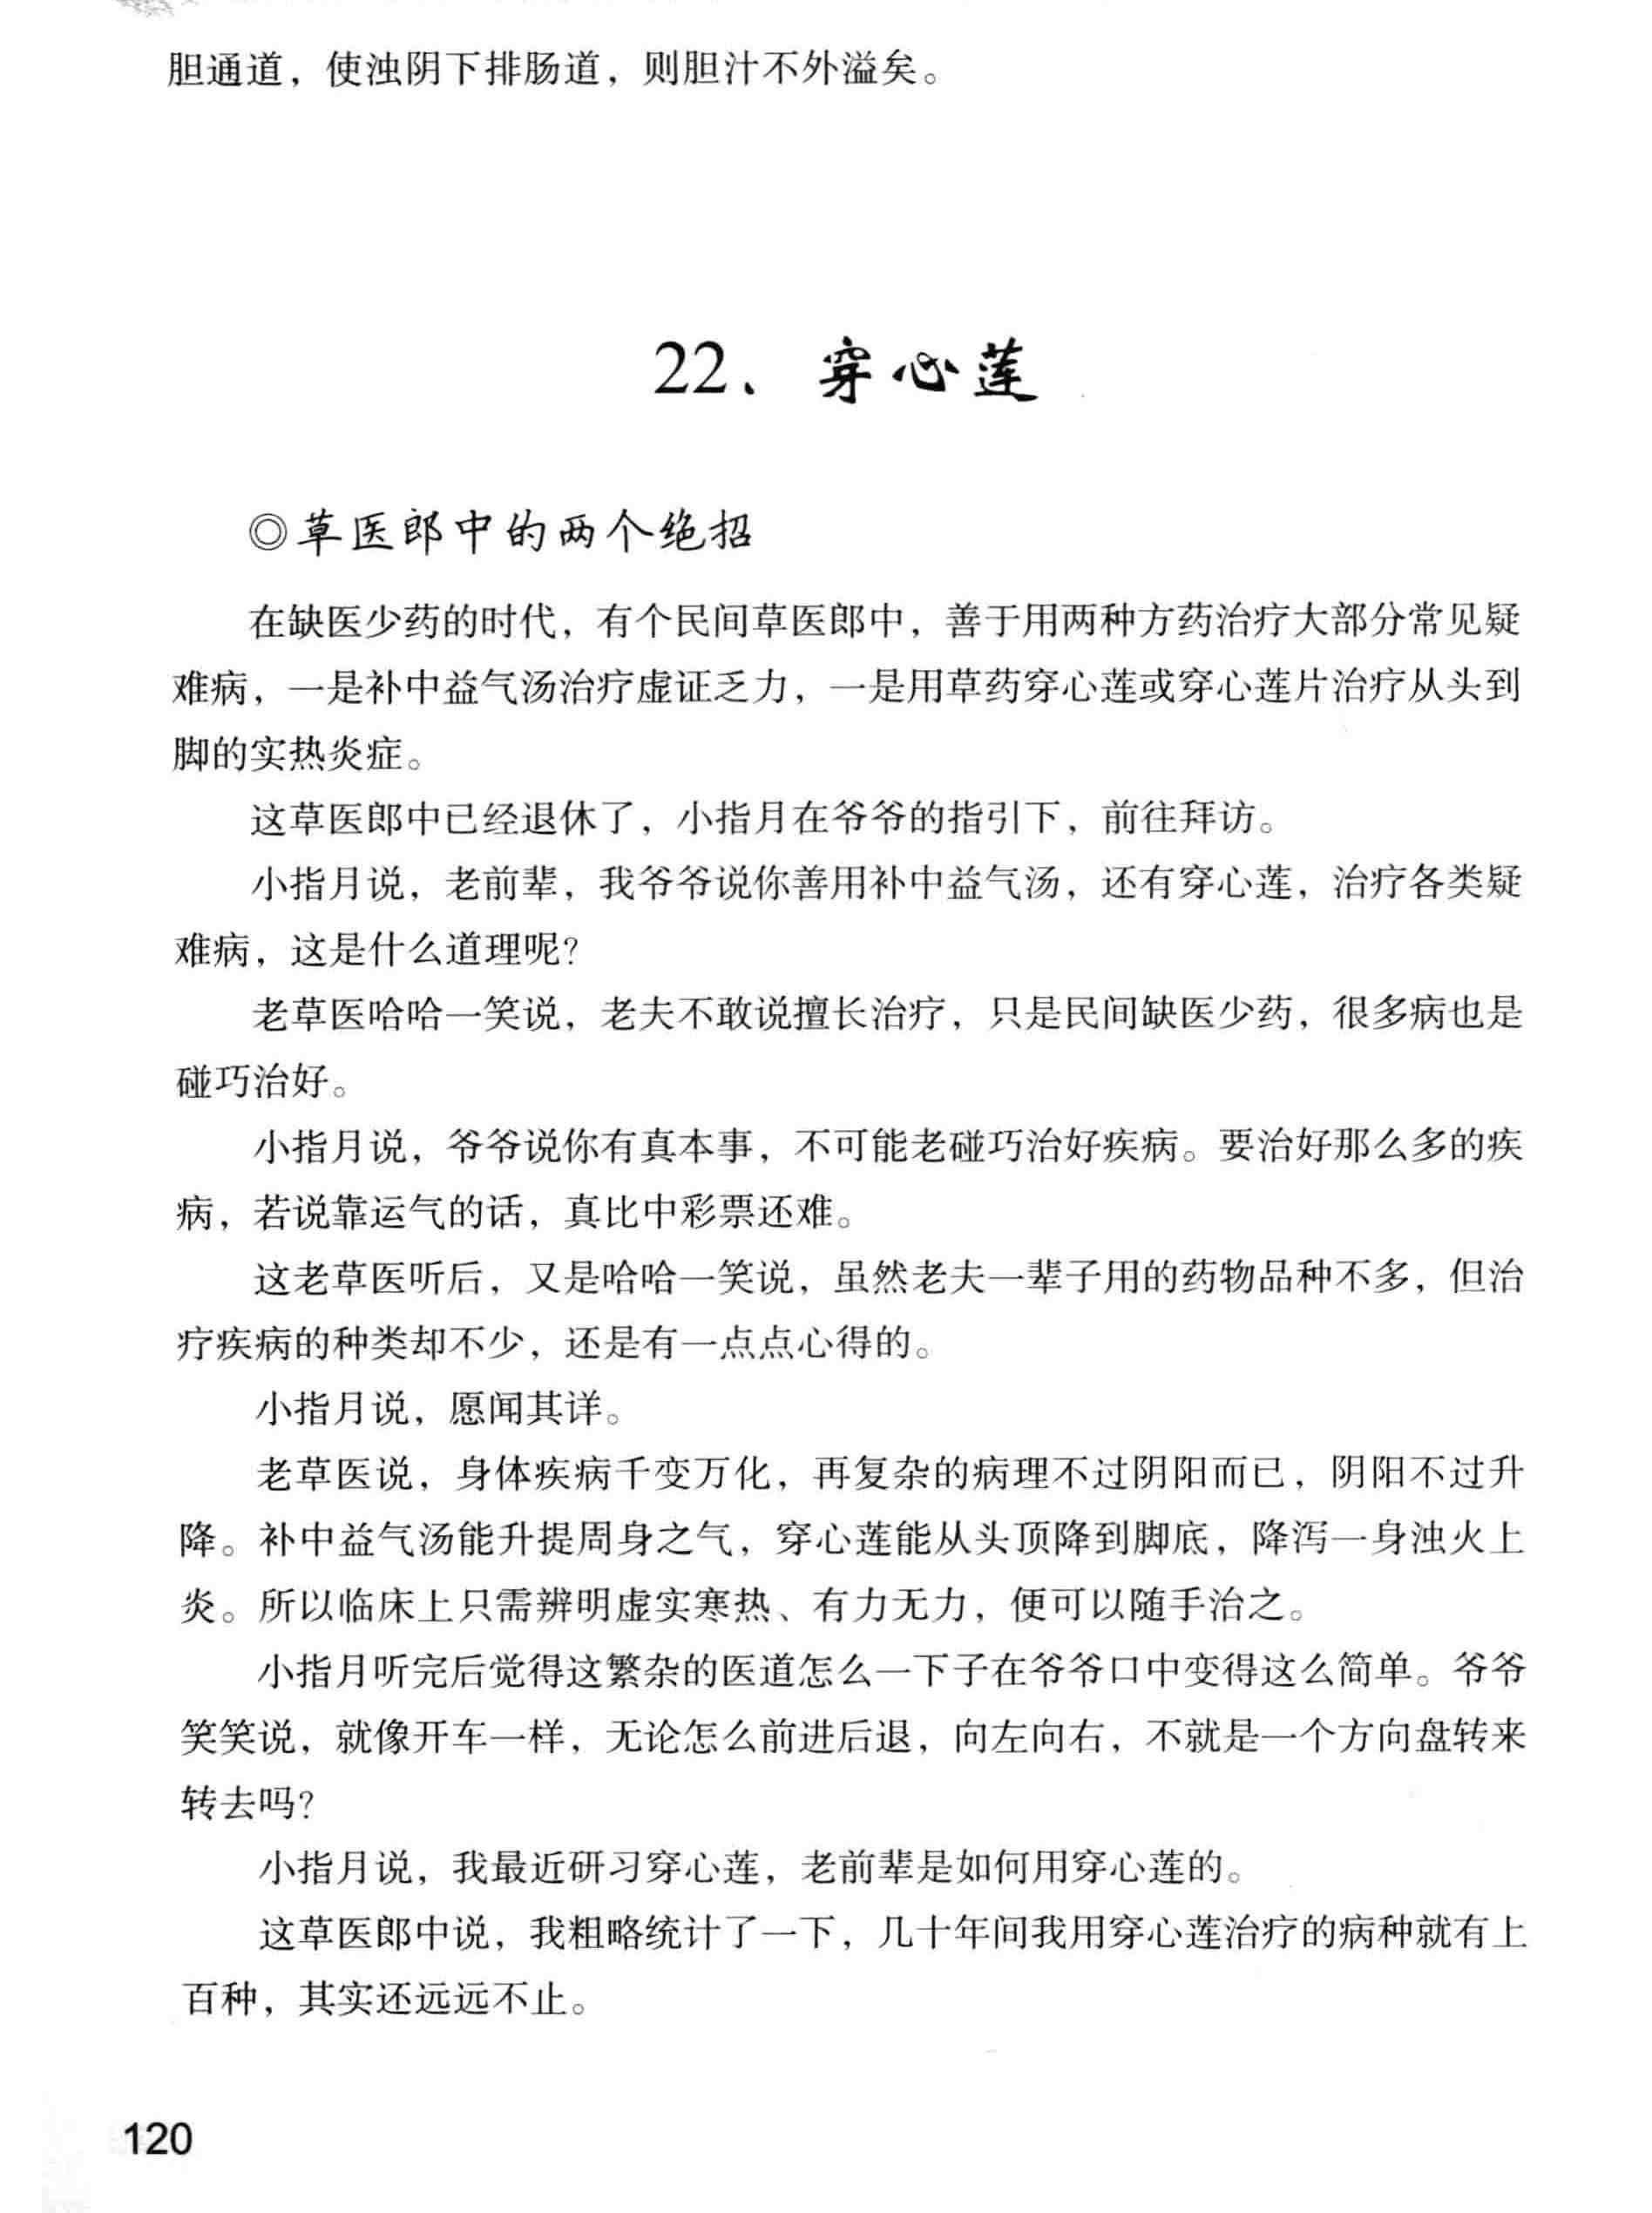 胆通道，使浊阴下排肠道，则胆汁不外溢矣。
22、穿心莲
◎草医郎中的两个绝招
在缺医少药的时代，有个民间草医郎中，善于用两种方药治疗大部分常见疑
难病，一是补中益气汤治疗虚证乏力，一是用草药穿心莲或穿心莲片治疗从头到
脚的实热炎症。
这草医郎中已经退休了，小指月在爷爷的指引下，前往拜访。
小指月说，老前辈，我爷爷说你善用补中益气汤，还有穿心莲，治疗各类疑
难病，这是什么道理呢？
老草医哈哈一笑说，老夫不敢说擅长治疗，只是民间缺医少药，很多病也是
碰巧治好。
小指月说，爷爷说你有真本事，不可能老碰巧治好疾病。要治好那么多的疾
病，若说靠运气的话，真比中彩票还难。
这老草医听后，又是哈哈一笑说，虽然老夫一辈子用的药物品种不多，但治
疗疾病的种类却不少，还是有一点点心得的。
小指月说，愿闻其详。
老草医说，身体疾病千变万化，再复杂的病理不过阴阳而已，阴阳不过升
降。补中益气汤能升提周身之气，穿心莲能从头顶降到脚底，降泻一身浊火上
炎。所以临床上只需辨明虚实寒热、有力无力，便可以随手治之。
小指月听完后觉得这繁杂的医道怎么一下子在爷爷口中变得这么简单。爷爷
笑笑说，就像开车一样，无论怎么前进后退，向左向右，不就是一个方向盘转来
转去吗？
小指月说，我最近研习穿心莲，老前辈是如何用穿心莲的。
这草医郎中说，我粗略统计了一下，几十年间我用穿心莲治疗的病种就有上
百种，其实还远远不止。
120